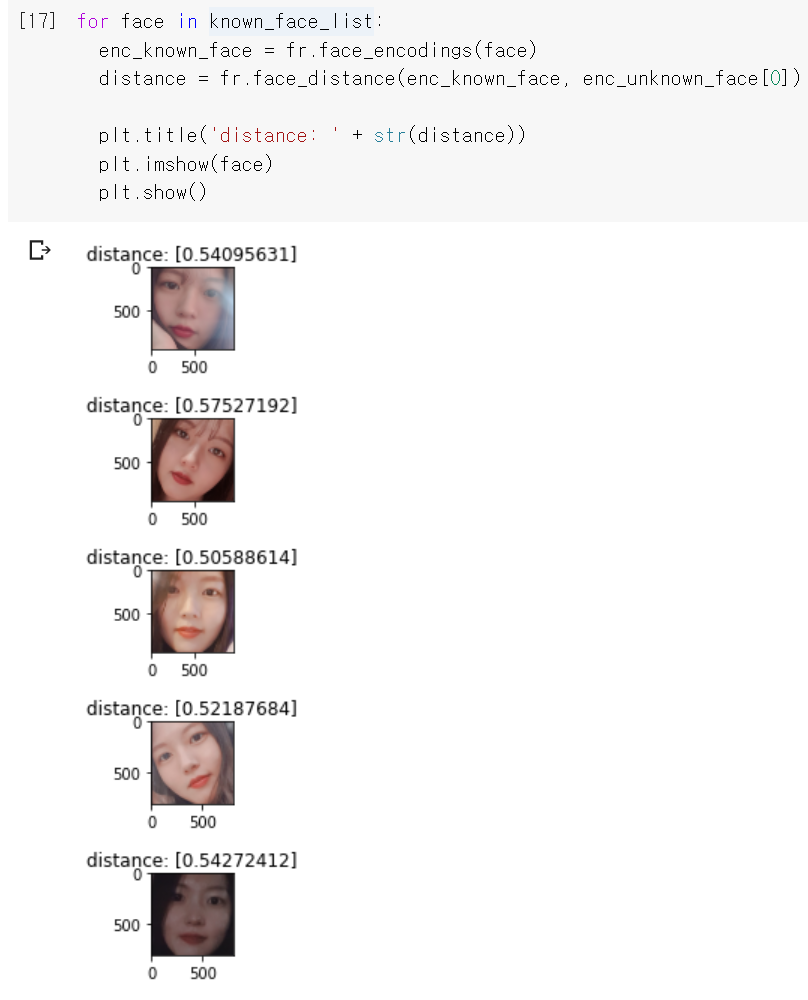 [17] for face in known_face_list:
enc_known_face = fr.face_encodings(face)
distance = fr.face_distance(enc_known_face, enc_unknown_face[0])
plt.title('distance: ' + str(distance))
plt.imshow(face)
plt.show()
distance: [0.54095631]
0
500
0 500
distance: [0.57527192]
0
500
0 500
distance: [0.50588614]
0
500
0 500
distance: [0.52187684]
0
500
0 500
distance: [0.54272412]
0
500
0 500